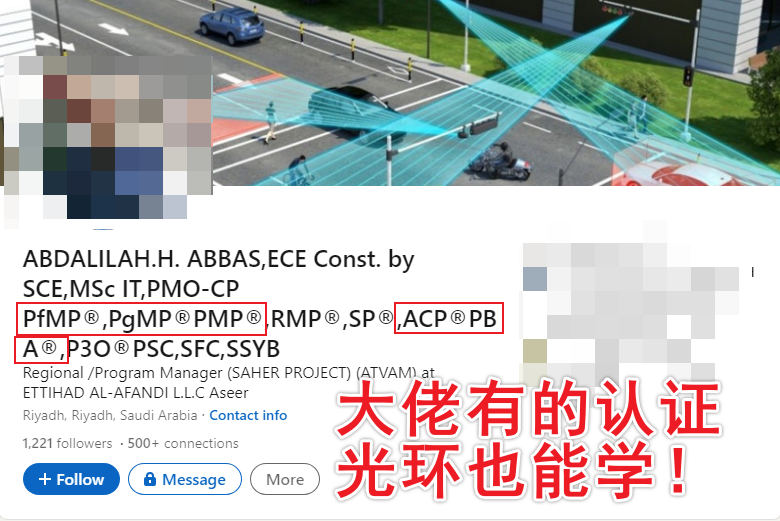 ABDALILAH.H. ABBAS,ECE Const. by
SCE,MSc IT,PMO-CP
PfMP®,PgMP®PMP®,RMP®,SP®,ACP®PB
A®,P3O®PSC,SFC,SSYB
Regional /Program Manager (SAHER PROJECT) (ATVAM) at
ETTIHAD AL-AFANDI L.L.C Aseer
Riyadh, Riyadh, Saudi Arabia · Contact info
1,221 followers · 500+ connections
+ Follow
Message
More
大佬有的认证
光环也能学！